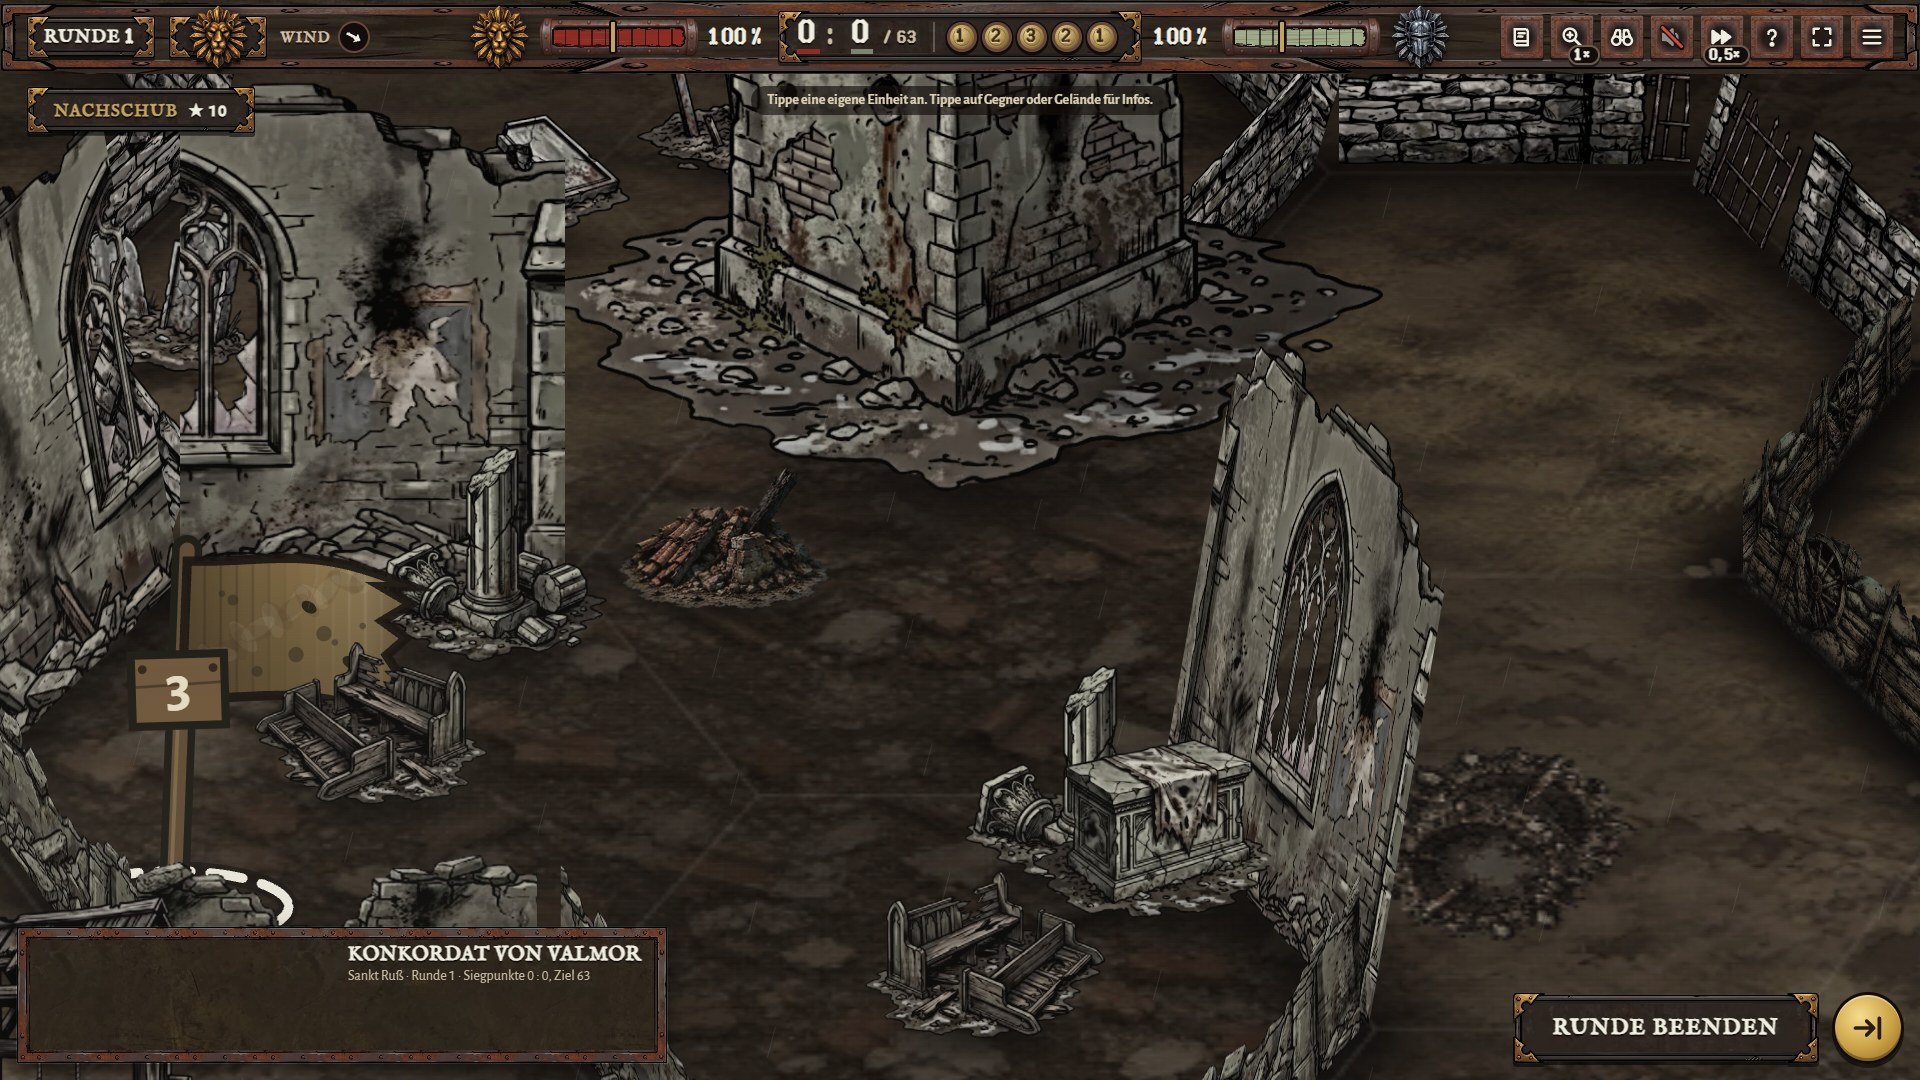 RUNDE 1
WIND
100 %
0 : 0 / 63
1 2 3 2 1
100 %
1×
0,5×
?
NACHSCHUB ★ 10
Tippe eine eigene Einheit an. Tippe auf Gegner oder Gelände für Infos.
3
KONKORDAT VON VALMOR
Sankt Ruß · Runde 1 · Siegpunkte 0 : 0, Ziel 63
RUNDE BEENDEN